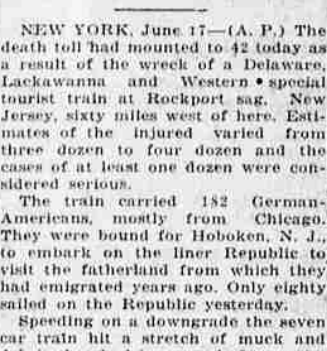 NEW YORK, June 17—(A. P.) The
death toll had mounted to 42 today as
a result of the wreck of a Delaware,
Lackawanna and Western special
tourist train at Rockport sag. New
Jersey, sixty miles west of here. Esti-
mates of the injured varied from
three dozen to four dozen and the
cases of at least one dozen were con-
sidered serious.
The train carried 182 German-
Americans, mostly from Chicago.
They were bound for Hoboken, N. J.,
to embark on the liner Republic to
visit the fatherland from which they
had emigrated years ago. Only eighty
sailed on the Republic yesterday.
Speeding on a downgrade the seven
car train hit a stretch of muck and